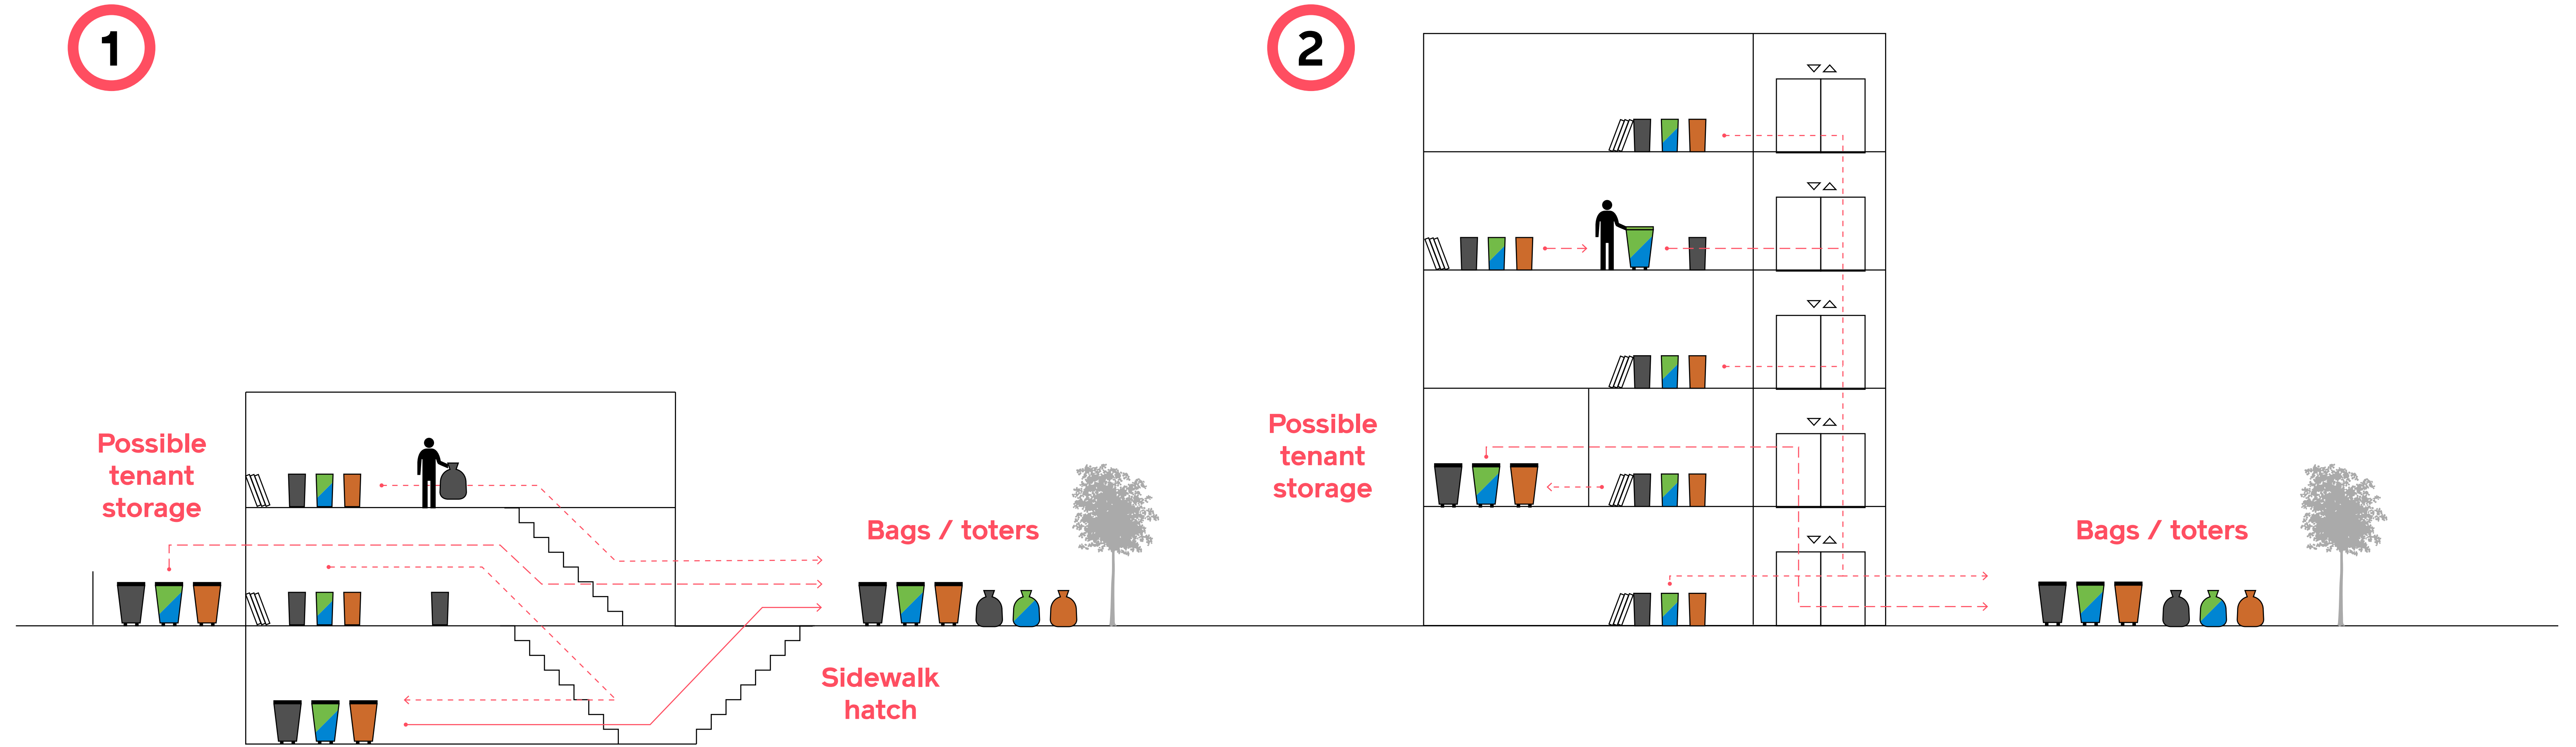 1
Possible
tenant
storage
Bags / toters
Sidewalk
hatch
2
Possible
tenant
storage
Bags / toters